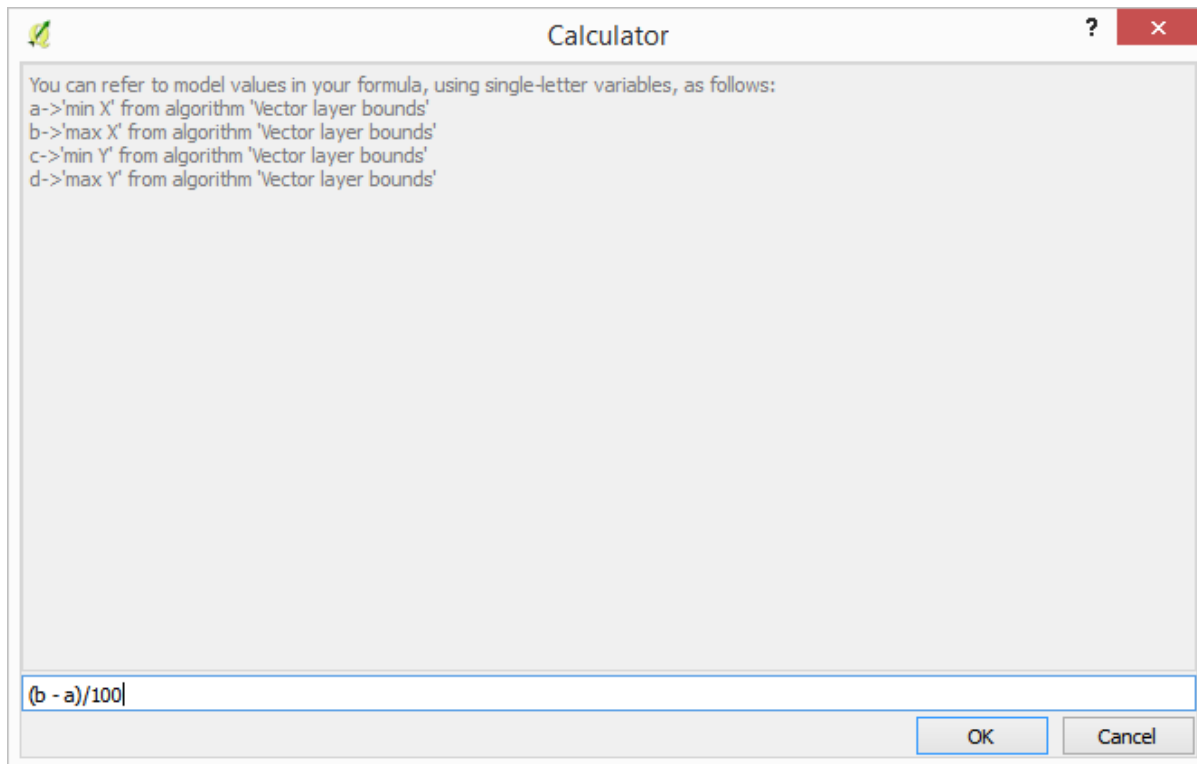 Calculator
?
You can refer to model values in your formula, using single-letter variables, as follows:
a->'min X' from algorithm 'Vector layer bounds'
b->'max X' from algorithm 'Vector layer bounds'
c->'min Y' from algorithm 'Vector layer bounds'
d->'max Y' from algorithm 'Vector layer bounds'
(b - a)/100
OK Cancel